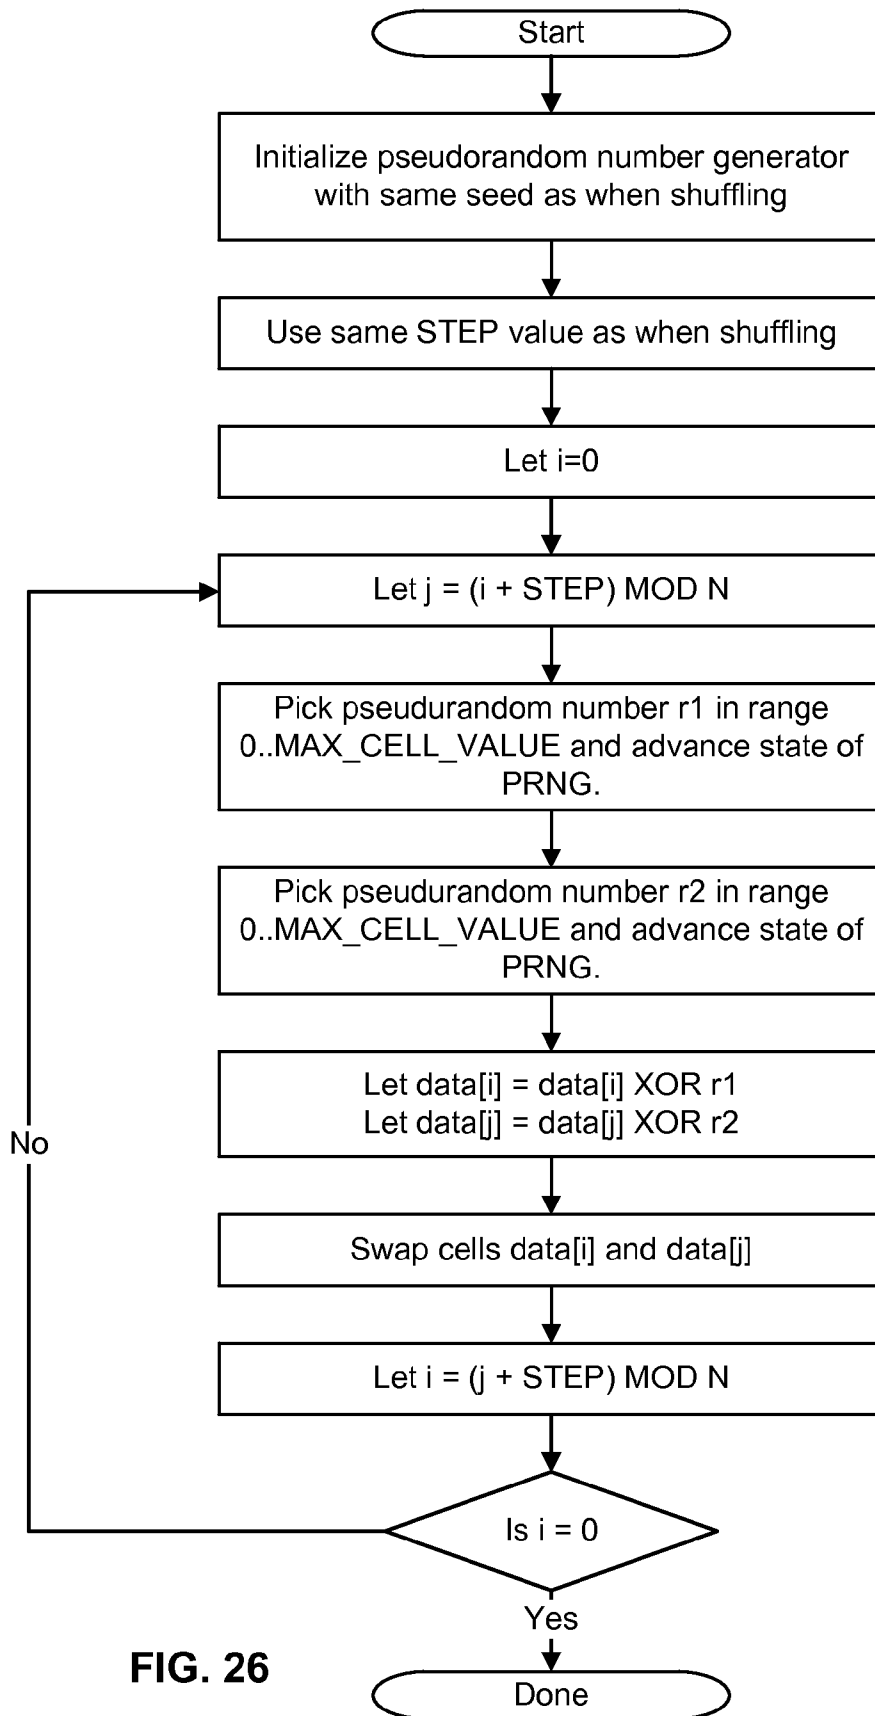 Start
Initialize pseudorandom number generator
with same seed as when shuffling
Use same STEP value as when shuffling
Let i=0
Let j = (i + STEP) MOD N
Pick pseudurandom number r1 in range
0..MAX_CELL_VALUE and advance state of
PRNG.
Pick pseudurandom number r2 in range
0..MAX_CELL_VALUE and advance state of
PRNG.
Let data[i] = data[i] XOR r1
Let data[j] = data[j] XOR r2
No
Swap cells data[i] and data[j]
Let i = (j + STEP) MOD N
Is i = 0
Yes
FIG. 26
Done